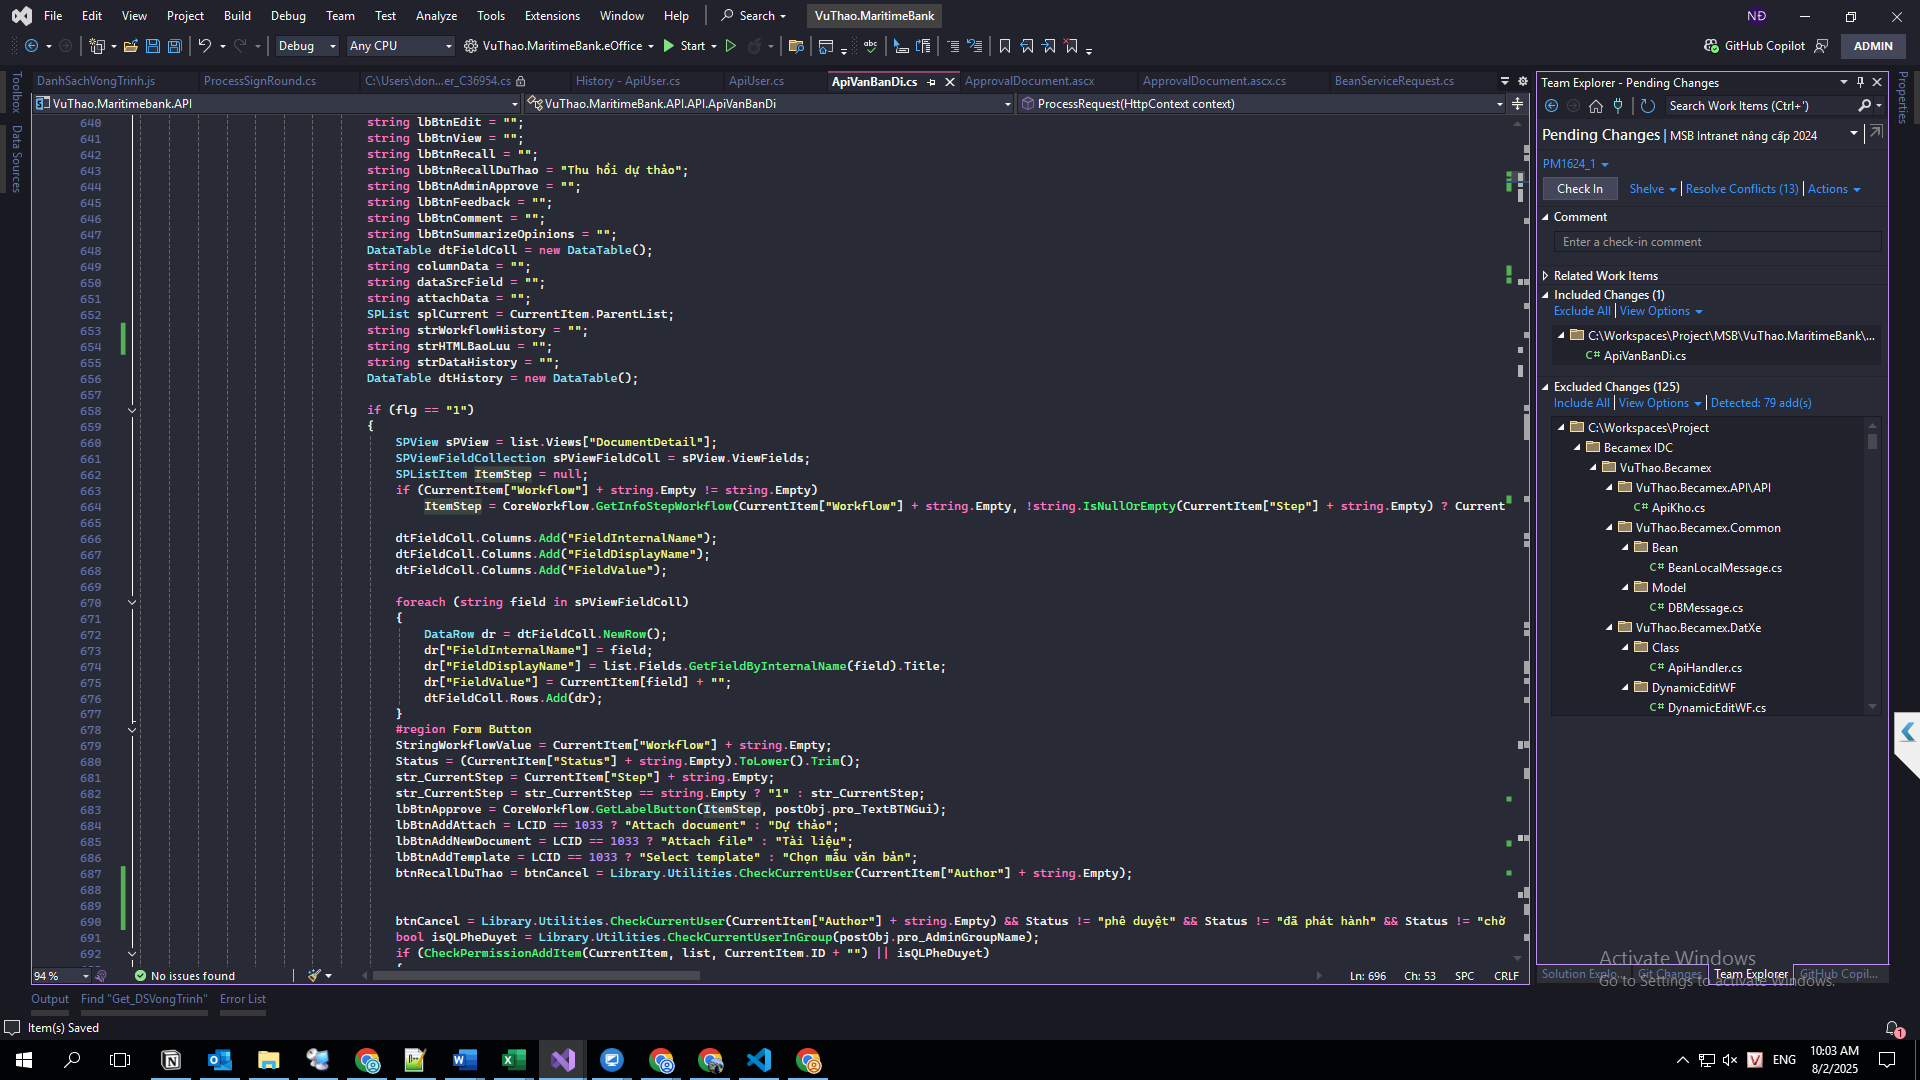 File Edit View Project Build Debug Team Test Analyze Tools Extensions Window Help Search VuThao.MaritimeBank NĐ
Debug Any CPU VuThao.MaritimeBank.eOffice Start GitHub Copilot ADMIN
DanhSachVongTrinh.js ProcessSignRound.cs C:\Users\don...er_C36954.cs History - ApiUser.cs ApiUser.cs ApiVanBanDi.cs ApprovalDocument.ascx ApprovalDocument.ascx.cs BeanServiceRequest.cs
VuThao.Maritimebank.API VuThao.MaritimeBank.API.API.ApiVanBanDi ProcessRequest(HttpContext context)
Toolbox
Data Sources
640 string lbBtnEdit = "";
641 string lbBtnView = "";
642 string lbBtnRecall = "";
643 string lbBtnRecallDuThao = "Thu hồi dự thảo";
644 string lbBtnAdminApprove = "";
645 string lbBtnFeedback = "";
646 string lbBtnComment = "";
647 string lbBtnSummarizeOpinions = "";
648 DataTable dtFieldColl = new DataTable();
649 string columnData = "";
650 string dataSrcField = "";
651 string attachData = "";
652 SPList splCurrent = CurrentItem.ParentList;
653 string strWorkflowHistory = "";
654 string strHTMLBaoLuu = "";
655 string strDataHistory = "";
656 DataTable dtHistory = new DataTable();
657
658 if (flg == "1")
659 {
660 SPView sPView = list.Views["DocumentDetail"];
661 SPViewFieldCollection sPViewFieldColl = sPView.ViewFields;
662 SPListItem ItemStep = null;
663 if (CurrentItem["Workflow"] + string.Empty != string.Empty)
664 ItemStep = CoreWorkflow.GetInfoStepWorkflow(CurrentItem["Workflow"] + string.Empty, !string.IsNullOrEmpty(CurrentItem["Step"] + string.Empty) ? Current
665
666 dtFieldColl.Columns.Add("FieldInternalName");
667 dtFieldColl.Columns.Add("FieldDisplayName");
668 dtFieldColl.Columns.Add("FieldValue");
669
670 foreach (string field in sPViewFieldColl)
671 {
672 DataRow dr = dtFieldColl.NewRow();
673 dr["FieldInternalName"] = field;
674 dr["FieldDisplayName"] = list.Fields.GetFieldByInternalName(field).Title;
675 dr["FieldValue"] = CurrentItem[field] + "";
676 dtFieldColl.Rows.Add(dr);
677 }
678 #region Form Button
679 StringWorkflowValue = CurrentItem["Workflow"] + string.Empty;
680 Status = (CurrentItem["Status"] + string.Empty).ToLower().Trim();
681 str_CurrentStep = CurrentItem["Step"] + string.Empty;
682 str_CurrentStep = str_CurrentStep == string.Empty ? "1" : str_CurrentStep;
683 lbBtnApprove = CoreWorkflow.GetLabelButton(ItemStep, postObj.pro_TextBTNGui);
684 lbBtnAddAttach = LCID == 1033 ? "Attach document" : "Dự thảo";
685 lbBtnAddNewDocument = LCID == 1033 ? "Attach file" : "Tài liệu";
686 lbBtnAddTemplate = LCID == 1033 ? "Select template" : "Chọn mẫu văn bản";
687 btnRecallDuThao = btnCancel = Library.Utilities.CheckCurrentUser(CurrentItem["Author"] + string.Empty);
688
689
690 btnCancel = Library.Utilities.CheckCurrentUser(CurrentItem["Author"] + string.Empty) && Status != "phê duyệt" && Status != "đã phát hành" && Status != "chờ
691 bool isQLPheDuyet = Library.Utilities.CheckCurrentUserInGroup(postObj.pro_AdminGroupName);
692 if (CheckPermissionAddItem(CurrentItem, list, CurrentItem.ID + "") || isQLPheDuyet)
94 % No issues found Ln: 696 Ch: 53 SPC CRLF
Output Find "Get_DSVongTrinh" Error List
Item(s) Saved
Team Explorer - Pending Changes
Search Work Items (Ctrl+')
Pending Changes | MSB Intranet nâng cấp 2024
PM1624_1
Check In Shelve Resolve Conflicts (13) Actions
Comment
Enter a check-in comment
Related Work Items
Included Changes (1)
Exclude All View Options
C:\Workspaces\Project\MSB\VuThao.MaritimeBank\...
C# ApiVanBanDi.cs
Excluded Changes (125)
Include All View Options Detected: 79 add(s)
C:\Workspaces\Project
Becamex IDC
VuThao.Becamex
VuThao.Becamex.API\API
C# ApiKho.cs
VuThao.Becamex.Common
Bean
C# BeanLocalMessage.cs
Model
C# DBMessage.cs
VuThao.Becamex.DatXe
Class
C# ApiHandler.cs
DynamicEditWF
C# DynamicEditWF.cs
Properties
Activate Windows
Go to Settings to activate Windows.
Solution Explo... Git Changes Team Explorer GitHub Copil...
1
ENG
10:03 AM
8/2/2025